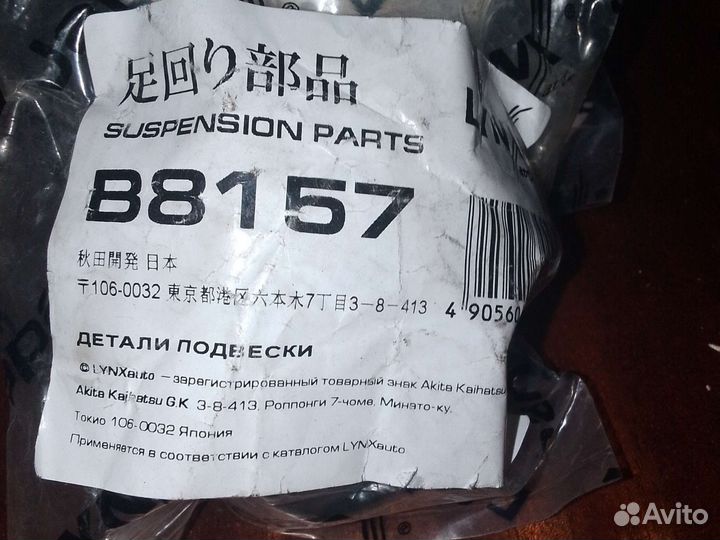 足回り部品
SUSPENSION PARTS
LYNX
B8157
秋田開発 日本
〒106-0032 東京都港区六本木7丁目3-8-413
4 90560
ДЕТАЛИ ПОДВЕСКИ
© LYNXauto – зарегистрированный товарный знак Akita Kaihatsu
Akita Kaihatsu G.K. 3-8-413, Роппонги 7-чоме, Минато-ку,
Токио 106-0032 Япония
Применяется в соответствии с каталогом LYNXauto
Avito